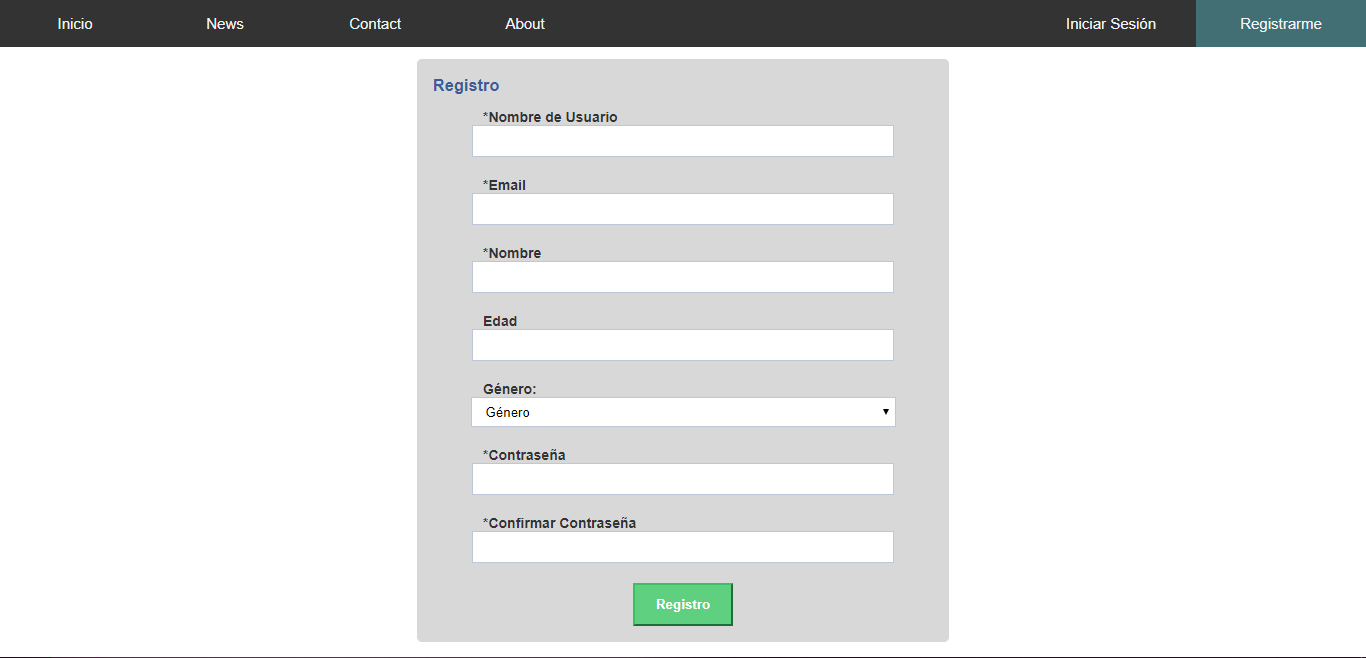 Inicio News Contact About Iniciar Sesión Registrarme
Registro
*Nombre de Usuario
*Email
*Nombre
Edad
Género:
Género
*Contraseña
*Confirmar Contraseña
Registro